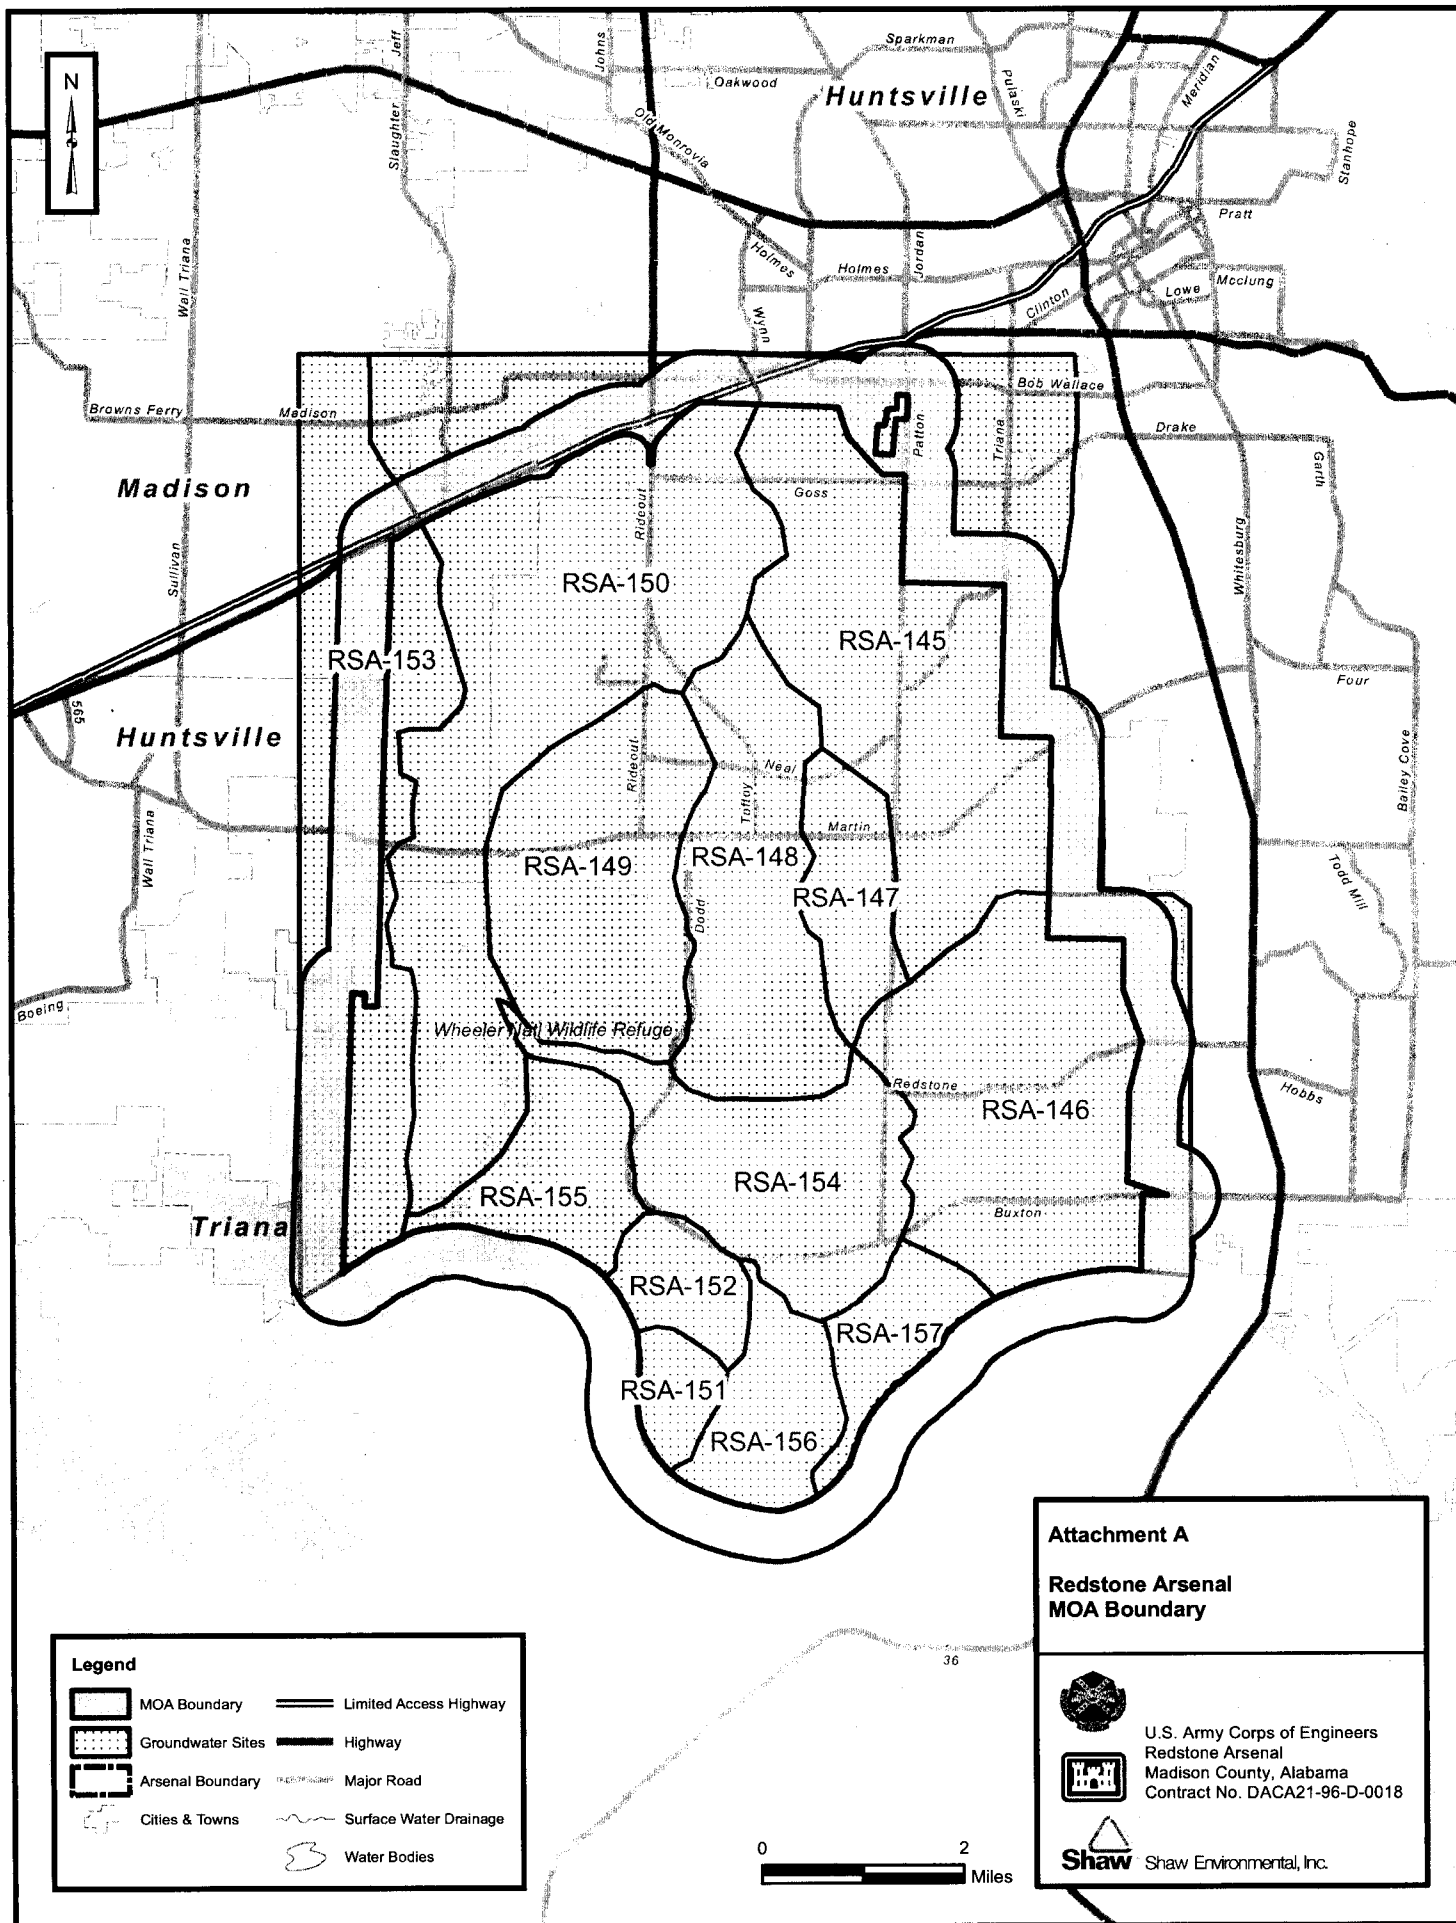 N
Jeff
Slaughter
Johns
Sparkman
Oakwood
Huntsville
Pulaski
Meridian
Stanhope
Old Monrovia
Pratt
Wall Triana
Holmes
Holmes
Jordan
Clinton
Lowe
Mcclung
Wynn
Browns Ferry
Madison
Bob Wallace
Patton
Triana
Drake
Garth
Madison
Goss
Rideout
Whitesburg
Sullivan
RSA-150
RSA-145
RSA-153
Four
565
Huntsville
Neal
Rideout
Toftoy
Bailey Cove
Martin
Wall Triana
RSA-149
RSA-148
RSA-147
Todd Mill
Dodd
Boeing
Wheeler Natl Wildlife Refuge
Redstone
Hobbs
RSA-146
RSA-154
RSA-155
Buxton
Triana
RSA-152
RSA-157
RSA-151
RSA-156
36
Attachment A
Redstone Arsenal
MOA Boundary
U.S. Army Corps of Engineers
Redstone Arsenal
Madison County, Alabama
Contract No. DACA21-96-D-0018
Shaw Shaw Environmental, Inc.
Legend
MOA Boundary
Limited Access Highway
Groundwater Sites
Highway
Arsenal Boundary
Major Road
Cities & Towns
Surface Water Drainage
Water Bodies
0 2
Miles